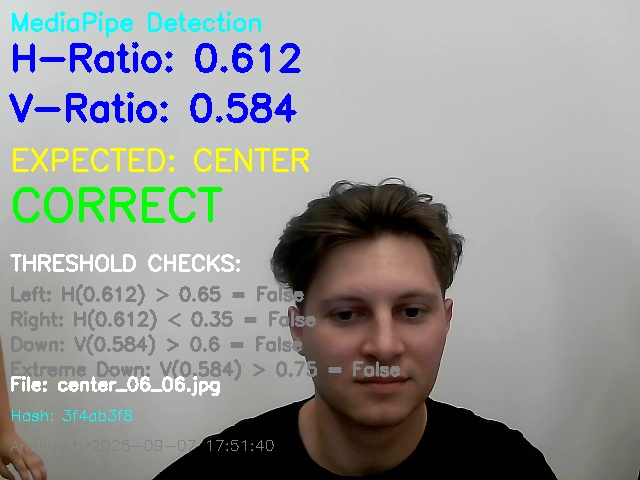 MediaPipe Detection
H-Ratio: 0.612
V-Ratio: 0.584
EXPECTED: CENTER
CORRECT
THRESHOLD CHECKS:
Left: H(0.612) > 0.65 = False
Right: H(0.612) < 0.35 = False
Down: V(0.584) > 0.6 = False
Extreme Down: V(0.584) > 0.75 = False
File: center_06_06.jpg
Hash: 3f4ab3f8
Analyzed: 2025-09-07 17:51:40